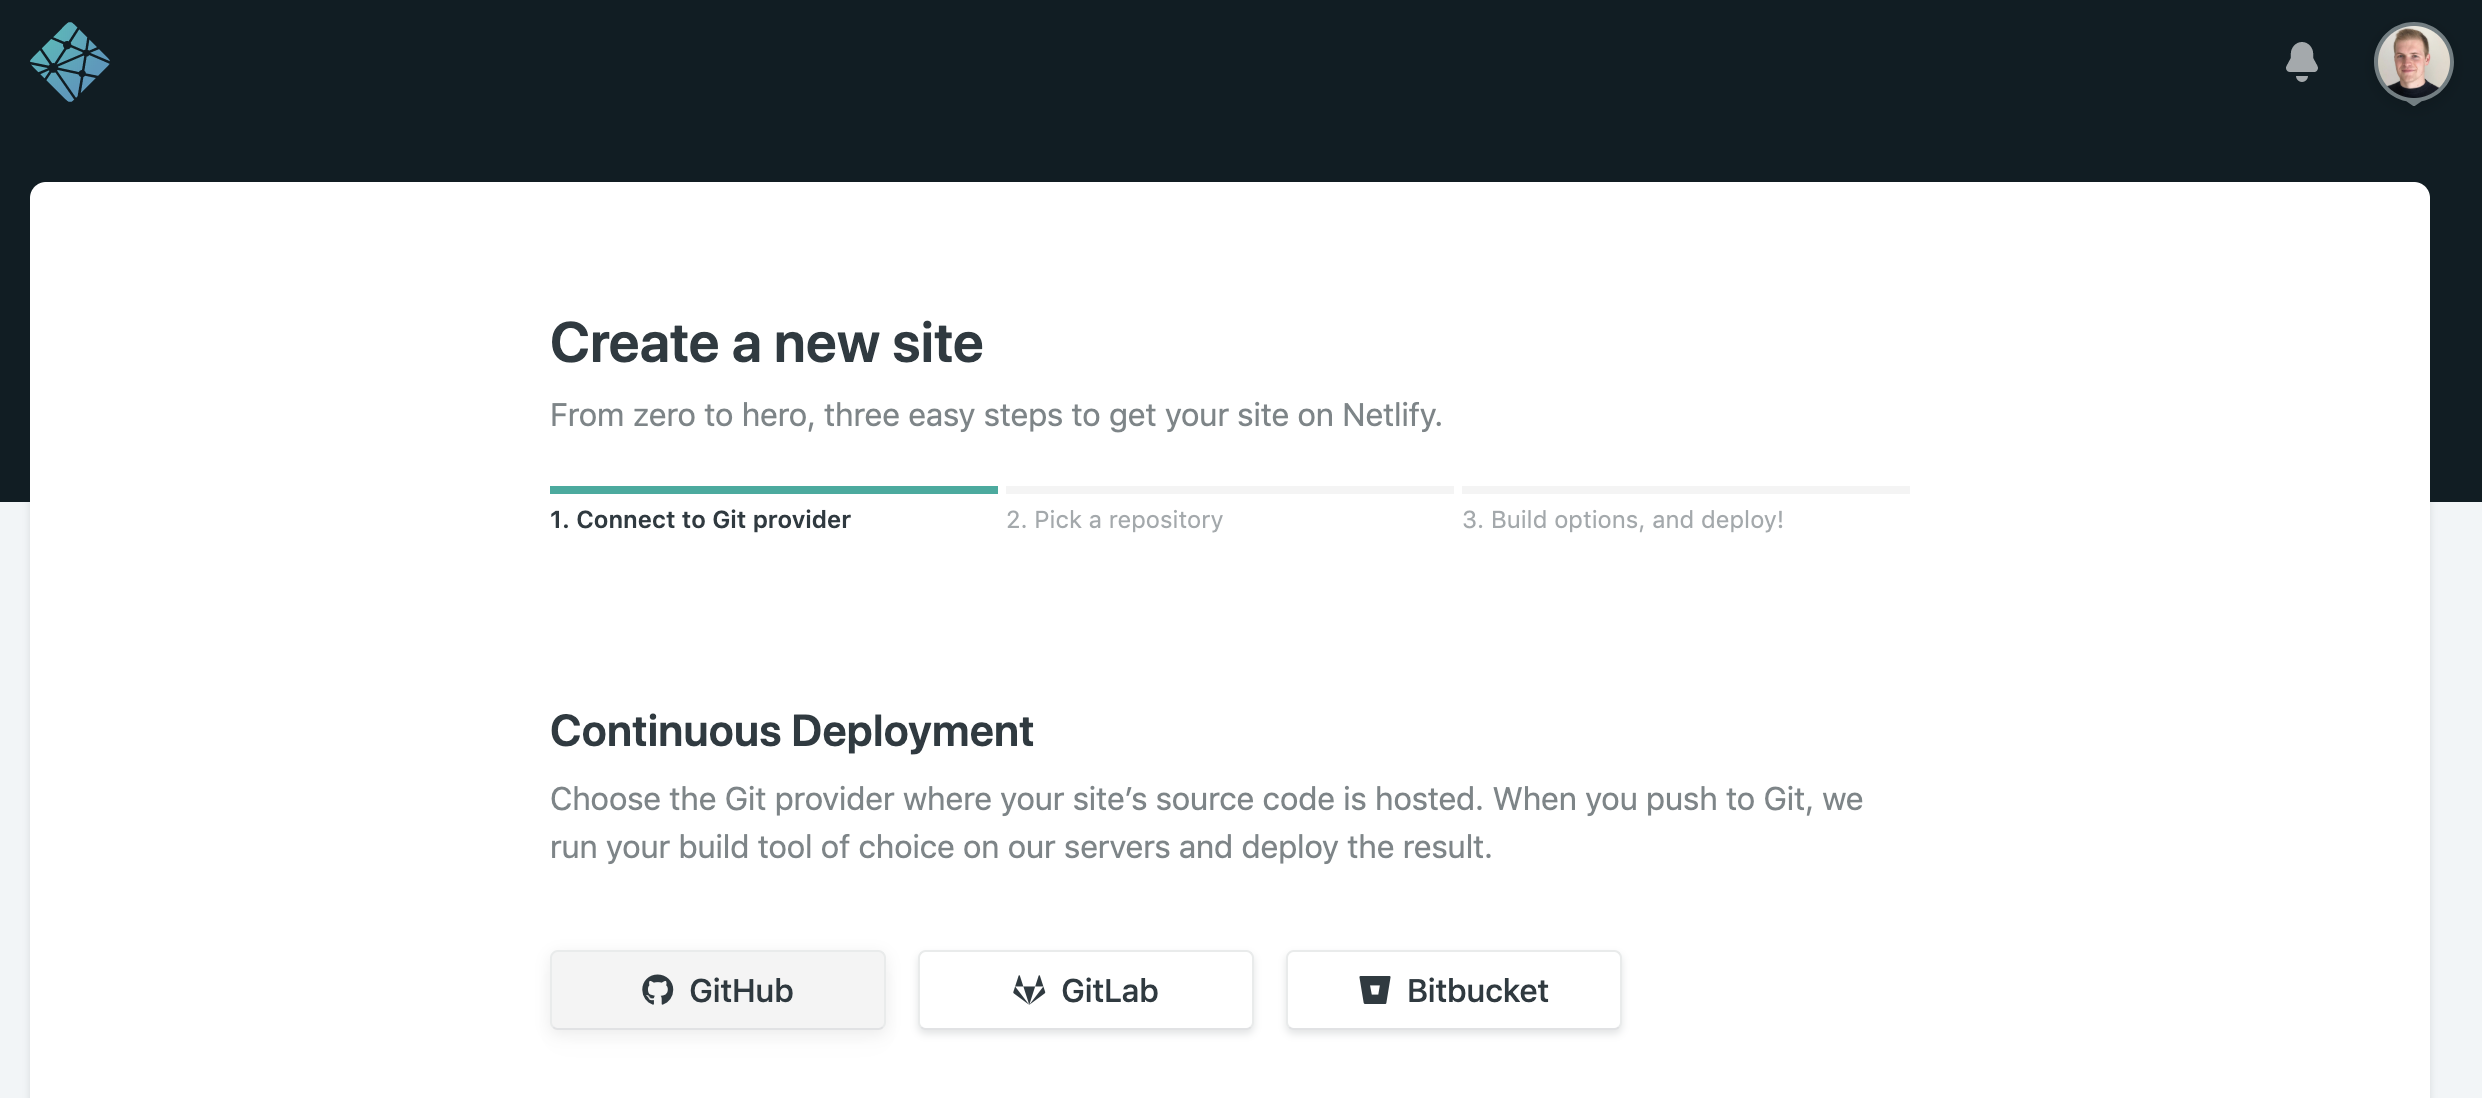 Create a new site
From zero to hero, three easy steps to get your site on Netlify.
1. Connect to Git provider
2. Pick a repository
3. Build options, and deploy!
Continuous Deployment
Choose the Git provider where your site’s source code is hosted. When you push to Git, we
run your build tool of choice on our servers and deploy the result.
GitHub
GitLab
Bitbucket